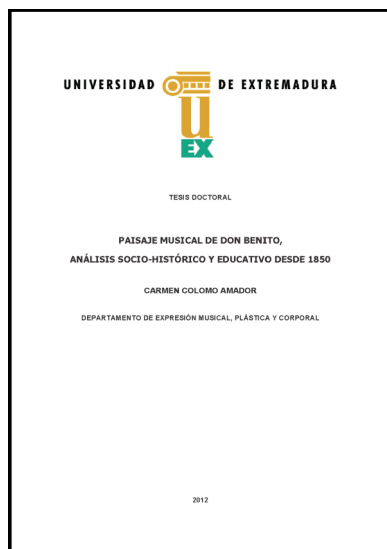 UNIVERSIDAD DE EXTREMADURA
UEX
TESIS DOCTORAL
PAISAJE MUSICAL DE DON BENITO,
ANÁLISIS SOCIO-HISTÓRICO Y EDUCATIVO DESDE 1850
CARMEN COLOMO AMADOR
DEPARTAMENTO DE EXPRESIÓN MUSICAL, PLÁSTICA Y CORPORAL
2012